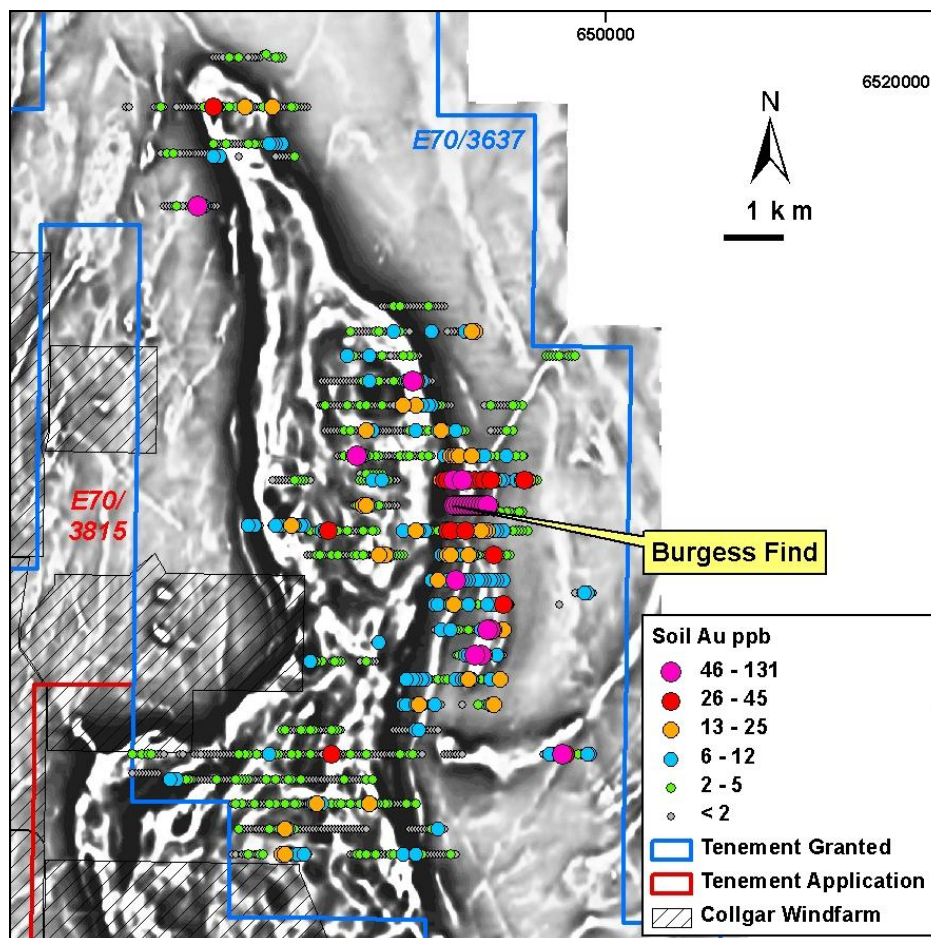 650000
6520000
E70/3637
N
1 km
E70/
3815
Burgess Find
Soil Au ppb
46 - 131
26 - 45
13 - 25
6 - 12
2 - 5
< 2
Tenement Granted
Tenement Application
Collgar Windfarm